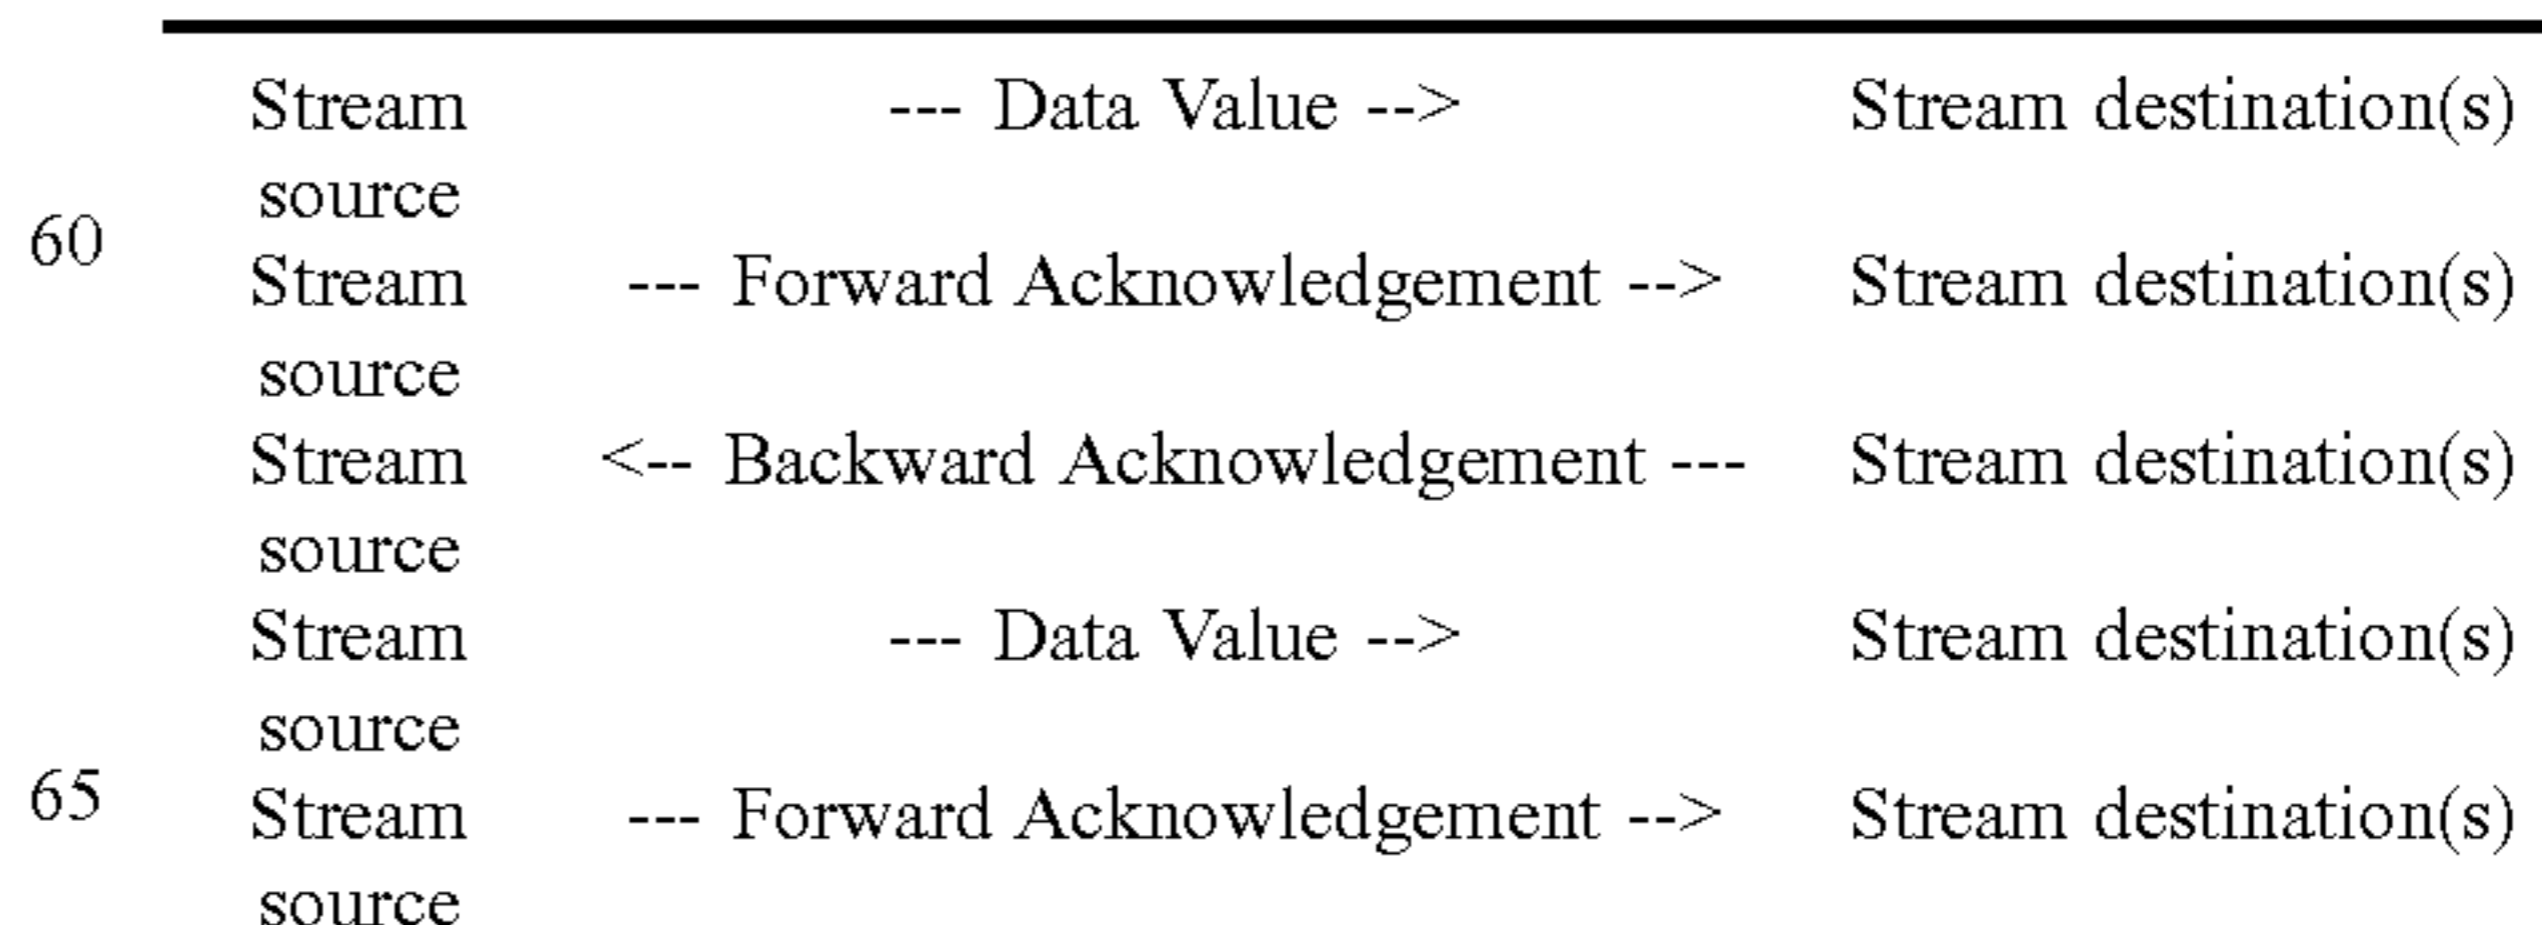 Stream --- Data Value --> Stream destination(s)
source
60
Stream --- Forward Acknowledgement --> Stream destination(s)
source
Stream <-- Backward Acknowledgement --- Stream destination(s)
source
Stream --- Data Value --> Stream destination(s)
source
65
Stream --- Forward Acknowledgement --> Stream destination(s)
source